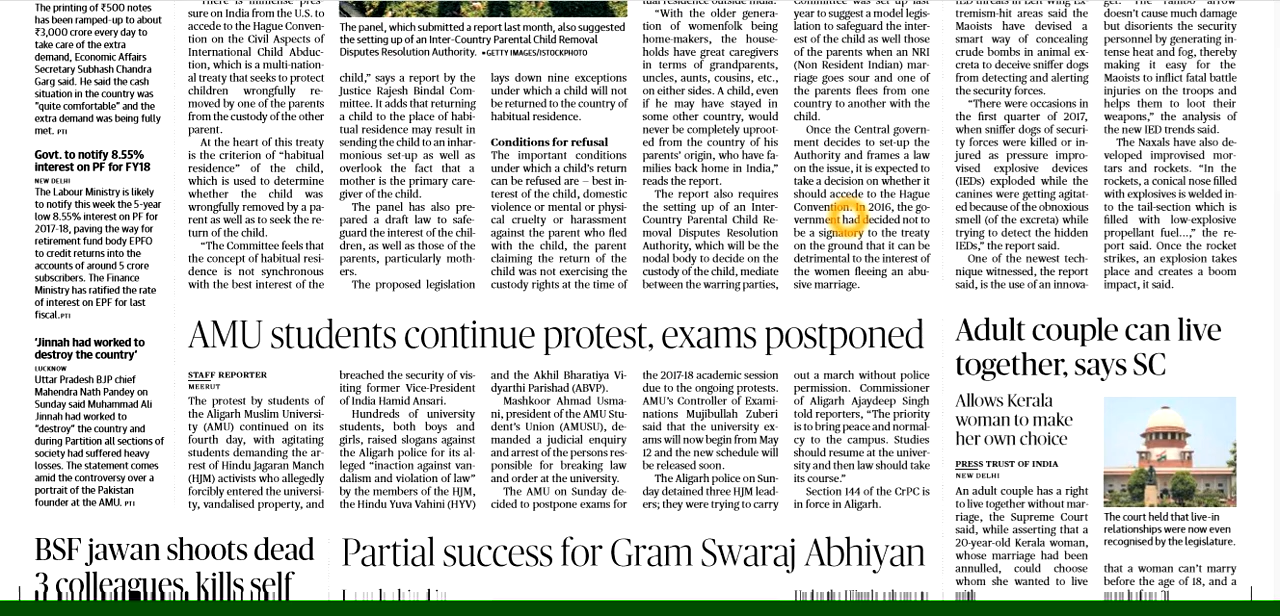 The printing of ₹500 notes
has been ramped-up to about
₹3,000 crore every day to
take care of the extra
demand, Economic Affairs
Secretary Subhash Chandra
Garg said. He said the cash
situation in the country was
"quite comfortable" and the
extra demand was being fully
met. PTI
Govt. to notify 8.55%
interest on PF for FY18
NEW DELHI
The Labour Ministry is likely
to notify this week the 5-year
low 8.55% interest on PF for
2017-18, paving the way for
retirement fund body EPFO
to credit returns into the
accounts of around 5 crore
subscribers. The Finance
Ministry has ratified the rate
of interest on EPF for last
fiscal.PTI
'Jinnah had worked to
destroy the country'
LUCKNOW
Uttar Pradesh BJP chief
Mahendra Nath Pandey on
Sunday said Muhammad Ali
Jinnah had worked to
"destroy" the country and
during Partition all sections of
society had suffered heavy
losses. The statement comes
amid the controversy over a
portrait of the Pakistan
founder at the AMU. PTI
There is immense pres-
sure on India from the U.S. to
accede to the Hague Conven-
tion on the Civil Aspects of
International Child Abduc-
tion, which is a multi-nation-
al treaty that seeks to protect
children wrongfully re-
moved by one of the parents
from the custody of the other
parent.
At the heart of this treaty
is the criterion of "habitual
residence" of the child,
which is used to determine
whether the child was
wrongfully removed by a pa-
rent as well as to seek the re-
turn of the child.
"The Committee feels that
the concept of habitual resi-
dence is not synchronous
with the best interest of the
The panel, which submitted a report last month, also suggested
the setting up of an Inter-Country Parental Child Removal
Disputes Resolution Authority. •GETTY IMAGES/ISTOCKPHOTO
child," says a report by the
Justice Rajesh Bindal Com-
mittee. It adds that returning
a child to the place of habi-
tual residence may result in
sending the child to an inhar-
monious set-up as well as
overlook the fact that a
mother is the primary care-
giver of the child.
The panel has also pre-
pared a draft law to safe-
guard the interest of the chil-
dren, as well as those of the
parents, particularly moth-
ers.
The proposed legislation
lays down nine exceptions
under which a child will not
be returned to the country of
habitual residence.
Conditions for refusal
The important conditions
under which a child's return
can be refused are – best in-
terest of the child, domestic
violence or mental or physi-
cal cruelty or harassment
against the parent who fled
with the child, the parent
claiming the return of the
child was not exercising the
custody rights at the time of
tual residence outside India.
"With the older genera-
tion of womenfolk being
home-makers, the house-
holds have great caregivers
in terms of grandparents,
uncles, aunts, cousins, etc.,
on either sides. A child, even
if he may have stayed in
some other country, would
never be completely uproot-
ed from the country of his
parents' origin, who have fa-
milies back home in India,"
reads the report.
The report also requires
the setting up of an Inter-
Country Parental Child Re-
moval Disputes Resolution
Authority, which will be the
nodal body to decide on the
custody of the child, mediate
between the warring parties,
Committee was set up last
year to suggest a model legis-
lation to safeguard the inter-
est of the child as well those
of the parents when an NRI
(Non Resident Indian) mar-
riage goes sour and one of
the parents flees from one
country to another with the
child.
Once the Central govern-
ment decides to set-up the
Authority and frames a law
on the issue, it is expected to
take a decision on whether it
should accede to the Hague
Convention. In 2016, the go-
vernment had decided not to
be a signatory to the treaty
on the ground that it can be
detrimental to the interest of
the women fleeing an abu-
sive marriage.
IED threats in Left Wing Ex-
tremism-hit areas said the
Maoists have devised a
smart way of concealing
crude bombs in animal ex-
creta to deceive sniffer dogs
from detecting and alerting
the security forces.
"There were occasions in
the first quarter of 2017,
when sniffer dogs of securi-
ty forces were killed or in-
jured as pressure impro-
vised explosive devices
(IEDs) exploded while the
canines were getting agitat-
ed because of the obnoxious
smell (of the excreta) while
trying to detect the hidden
IEDs," the report said.
One of the newest tech-
nique witnessed, the report
said, is the use of an innova-
ger. The 'rambo arrow'
doesn't cause much damage
but disorients the security
personnel by generating in-
tense heat and fog, thereby
making it easy for the
Maoists to inflict fatal battle
injuries on the troops and
helps them to loot their
weapons," the analysis of
the new IED trends said.
The Naxals have also de-
veloped improvised mor-
tars and rockets. "In the
rockets, a conical nose filled
with explosives is welded in-
to the tail-section which is
filled with low-explosive
propellant fuel...," the re-
port said. Once the rocket
strikes, an explosion takes
place and creates a boom
impact, it said.
AMU students continue protest, exams postponed
STAFF REPORTER
MEERUT
The protest by students of
the Aligarh Muslim Universi-
ty (AMU) continued on its
fourth day, with agitating
students demanding the ar-
rest of Hindu Jagaran Manch
(HJM) activists who allegedly
forcibly entered the universi-
ty, vandalised property, and
breached the security of vis-
iting former Vice-President
of India Hamid Ansari.
Hundreds of university
students, both boys and
girls, raised slogans against
the Aligarh police for its al-
leged "inaction against van-
dalism and violation of law"
by the members of the HJM,
the Hindu Yuva Vahini (HYV)
and the Akhil Bharatiya Vi-
dyarthi Parishad (ABVP).
Mashkoor Ahmad Usma-
ni, president of the AMU Stu-
dent's Union (AMUSU), de-
manded a judicial enquiry
and arrest of the persons res-
ponsible for breaking law
and order at the university.
The AMU on Sunday de-
cided to postpone exams for
the 2017-18 academic session
due to the ongoing protests.
AMU's Controller of Exami-
nations Mujibullah Zuberi
said that the university ex-
ams will now begin from May
12 and the new schedule will
be released soon.
The Aligarh police on Sun-
day detained three HJM lead-
ers; they were trying to carry
out a march without police
permission. Commissioner
of Aligarh Ajaydeep Singh
told reporters, "The priority
is to bring peace and normal-
cy to the campus. Studies
should resume at the univer-
sity and then law should take
its course."
Section 144 of the CrPC is
in force in Aligarh.
Adult couple can live
together, says SC
Allows Kerala
woman to make
her own choice
PRESS TRUST OF INDIA
NEW DELHI
An adult couple has a right
to live together without mar-
riage, the Supreme Court
said, while asserting that a
20-year-old Kerala woman,
whose marriage had been
annulled, could choose
whom she wanted to live
The court held that live-in
relationships were now even
recognised by the legislature.
that a woman can't marry
before the age of 18, and a
BSF jawan shoots dead
3 colleagues, kills self
Partial success for Gram Swaraj Abhiyan